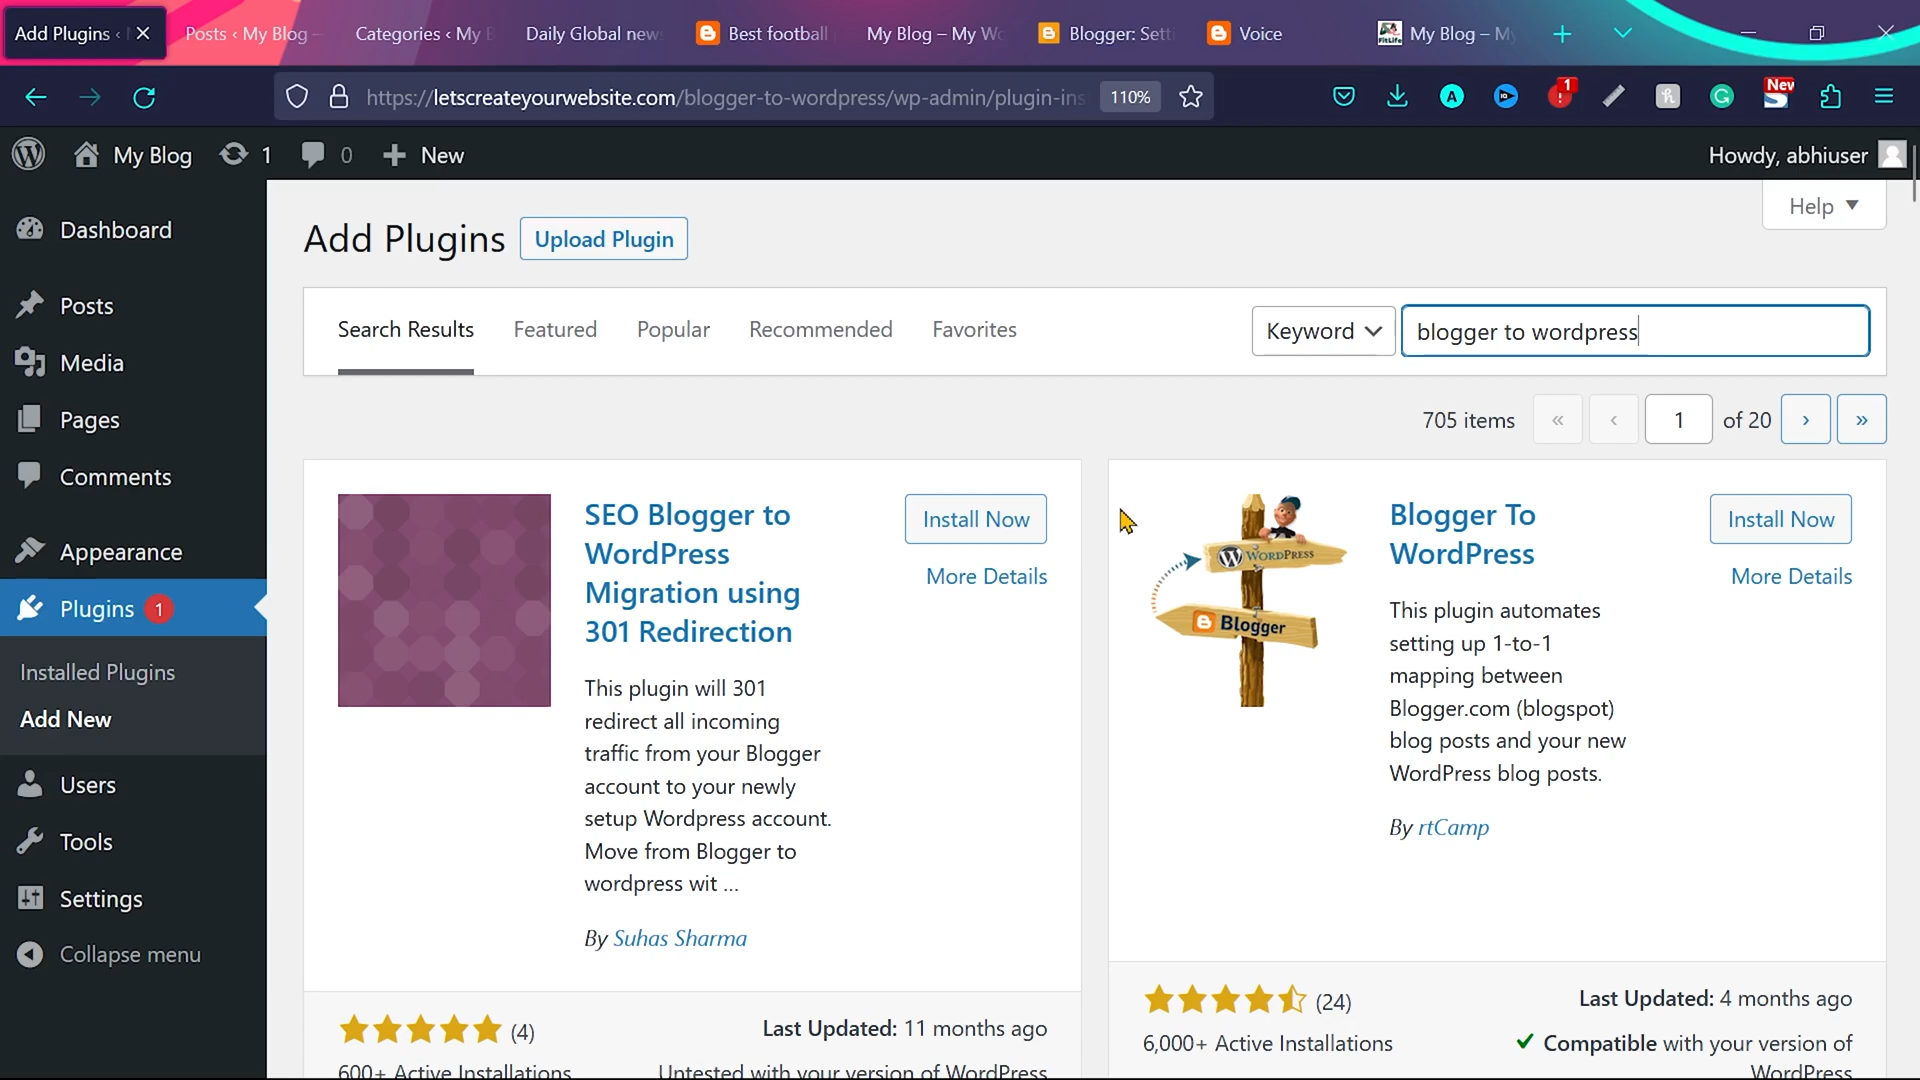 Add Plugins ‹
Posts ‹ My Blog –
Categories ‹ My B
Daily Global news
Best football
My Blog – My Wo
Blogger: Sett
Voice
My Blog – My
https://letscreateyourwebsite.com/blogger-to-wordpress/wp-admin/plugin-ins
110%
1
New
My Blog
1
0
New
Howdy, abhiuser
Dashboard
Posts
Media
Pages
Comments
Appearance
Plugins 1
Installed Plugins
Add New
Users
Tools
Settings
Collapse menu
Help
Add Plugins
Upload Plugin
Search Results
Featured
Popular
Recommended
Favorites
Keyword
blogger to wordpress
705 items « ‹ 1 of 20 › »
SEO Blogger to
WordPress
Migration using
301 Redirection
Install Now
More Details
This plugin will 301
redirect all incoming
traffic from your Blogger
account to your newly
setup Wordpress account.
Move from Blogger to
wordpress wit ...
By Suhas Sharma
(4)
Last Updated: 11 months ago
600+ Active Installations
Untested with your version of WordPress
WORDPRESS
Blogger
Blogger To
WordPress
Install Now
More Details
This plugin automates
setting up 1-to-1
mapping between
Blogger.com (blogspot)
blog posts and your new
WordPress blog posts.
By rtCamp
(24)
Last Updated: 4 months ago
6,000+ Active Installations
Compatible with your version of
WordPress